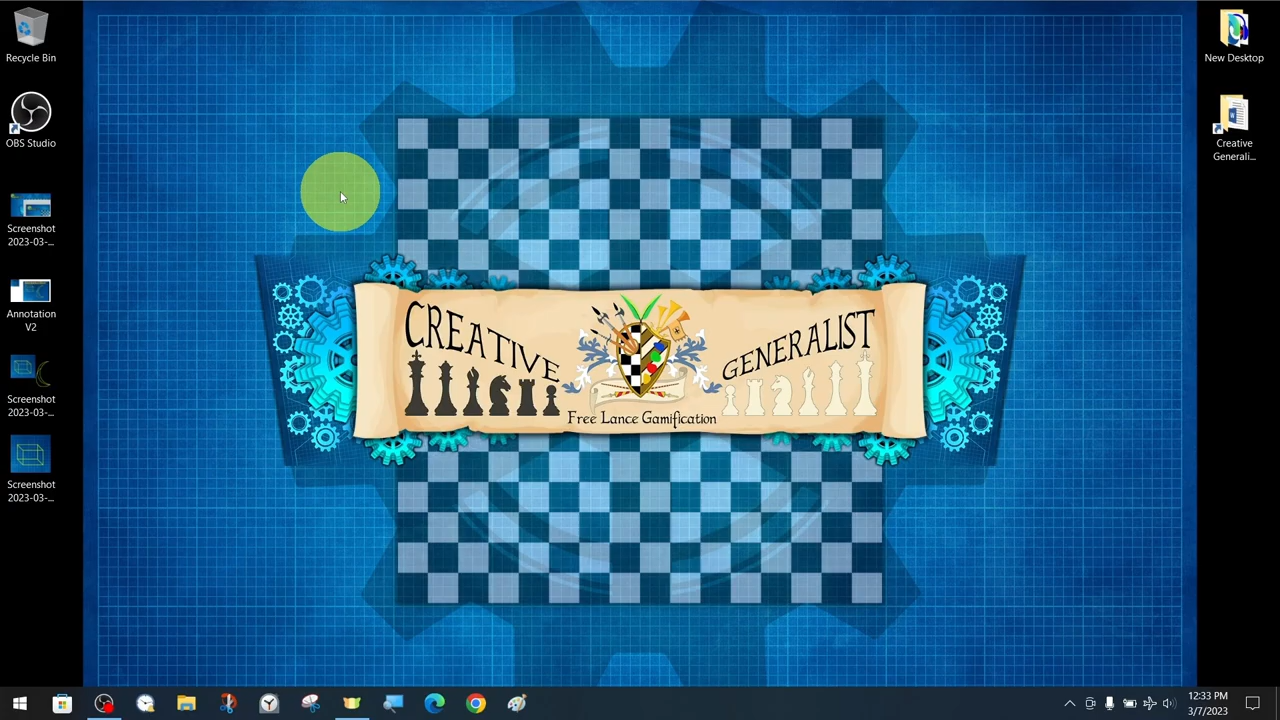 Recycle Bin
OBS Studio
Screenshot
2023-03-...
Annotation
V2
Screenshot
2023-03-...
Screenshot
2023-03-...
New Desktop
Creative
Generali...
CREATIVE
GENERALIST
Free Lance Gamification
12:33 PM
3/7/2023